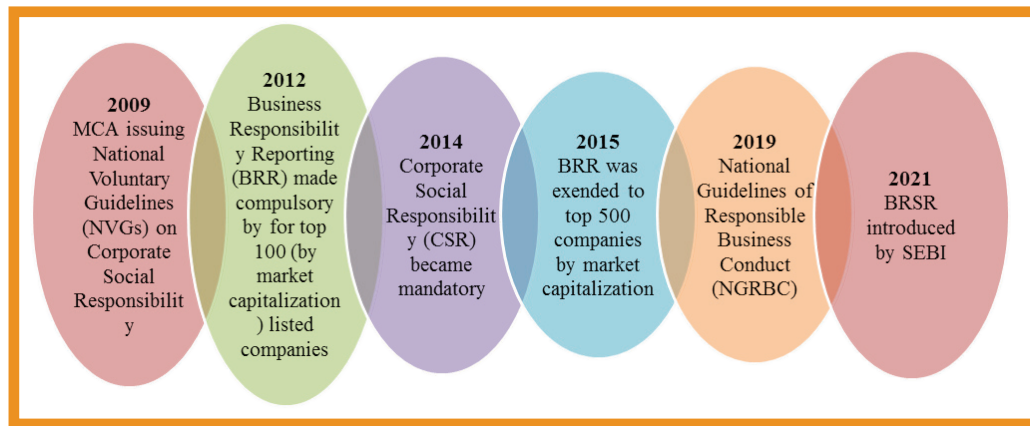 2009
MCA issuing
National
Voluntary
Guidelines
(NVGs) on
Corporate
Social
Responsibilit
y
2012
Business
Responsibilit
y Reporting
(BRR) made
compulsory
by for top
100 (by
market
capitalization
) listed
companies
2014
Corporate
Social
Responsibilit
y (CSR)
became
mandatory
2015
BRR was
exended to
top 500
companies
by market
capitalization
2019
National
Guidelines of
Responsible
Business
Conduct
(NGRBC)
2021
BRSR
introduced
by SEBI